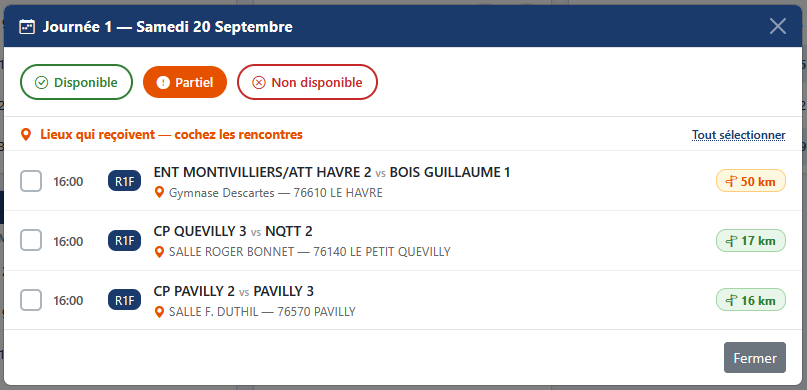 Journée 1 — Samedi 20 Septembre
Disponible
Partiel
Non disponible
Lieux qui reçoivent — cochez les rencontres
Tout sélectionner
16:00 R1F ENT MONTIVILLIERS/ATT HAVRE 2 vs BOIS GUILLAUME 1 50 km
Gymnase Descartes — 76610 LE HAVRE
16:00 R1F CP QUEVILLY 3 vs NQTT 2 17 km
SALLE ROGER BONNET — 76140 LE PETIT QUEVILLY
16:00 R1F CP PAVILLY 2 vs PAVILLY 3 16 km
SALLE F. DUTHIL — 76570 PAVILLY
Fermer